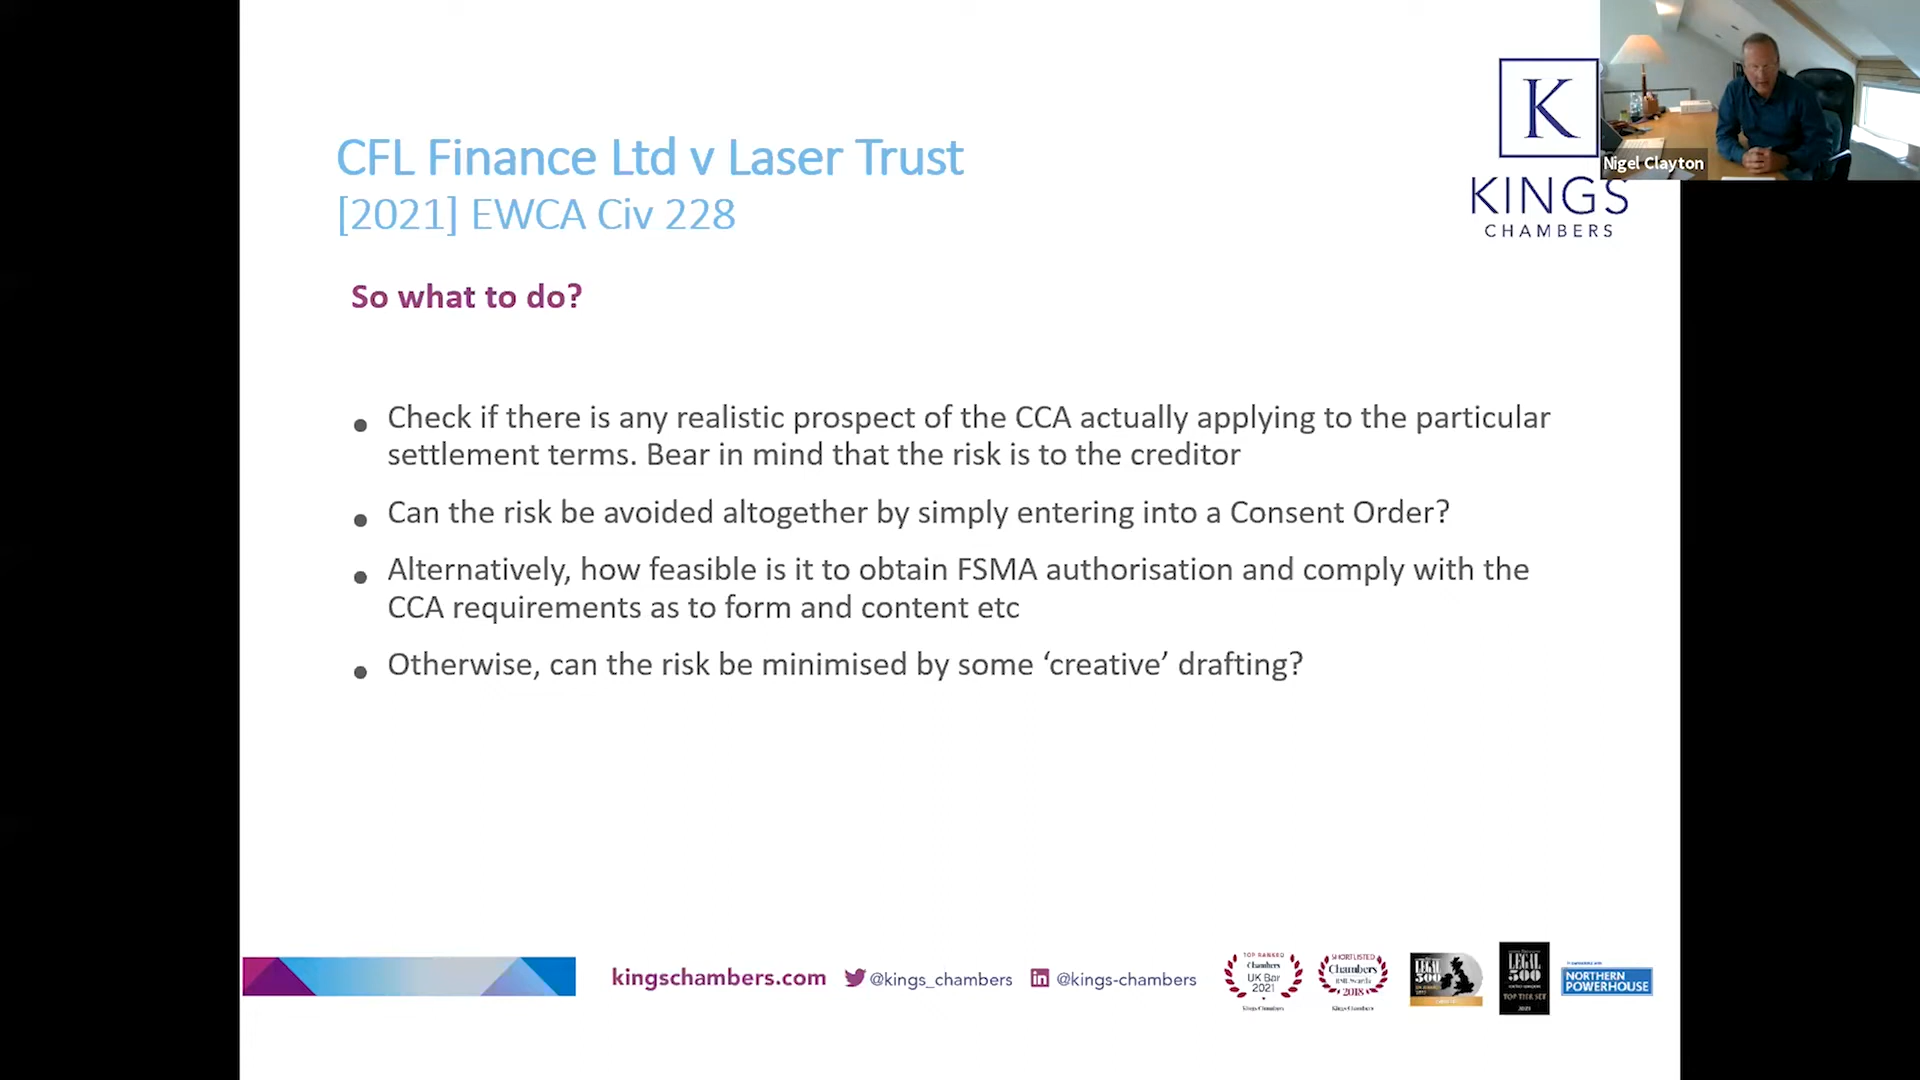 CFL Finance Ltd v Laser Trust
[2021] EWCA Civ 228
K
KINGS
CHAMBERS
Nigel Clayton
So what to do?
Check if there is any realistic prospect of the CCA actually applying to the particular
settlement terms. Bear in mind that the risk is to the creditor
Can the risk be avoided altogether by simply entering into a Consent Order?
Alternatively, how feasible is it to obtain FSMA authorisation and comply with the
CCA requirements as to form and content etc
Otherwise, can the risk be minimised by some ‘creative’ drafting?
kingschambers.com
@kings_chambers
in
@kings-chambers
TOP RANKED
Chambers
UK Bar
2021
Kings Chambers
SHORTLISTED
Chambers
2018
Kings Chambers
LEGAL
500
LEGAL
500
TOP TIER SET
2021
NORTHERN
POWERHOUSE